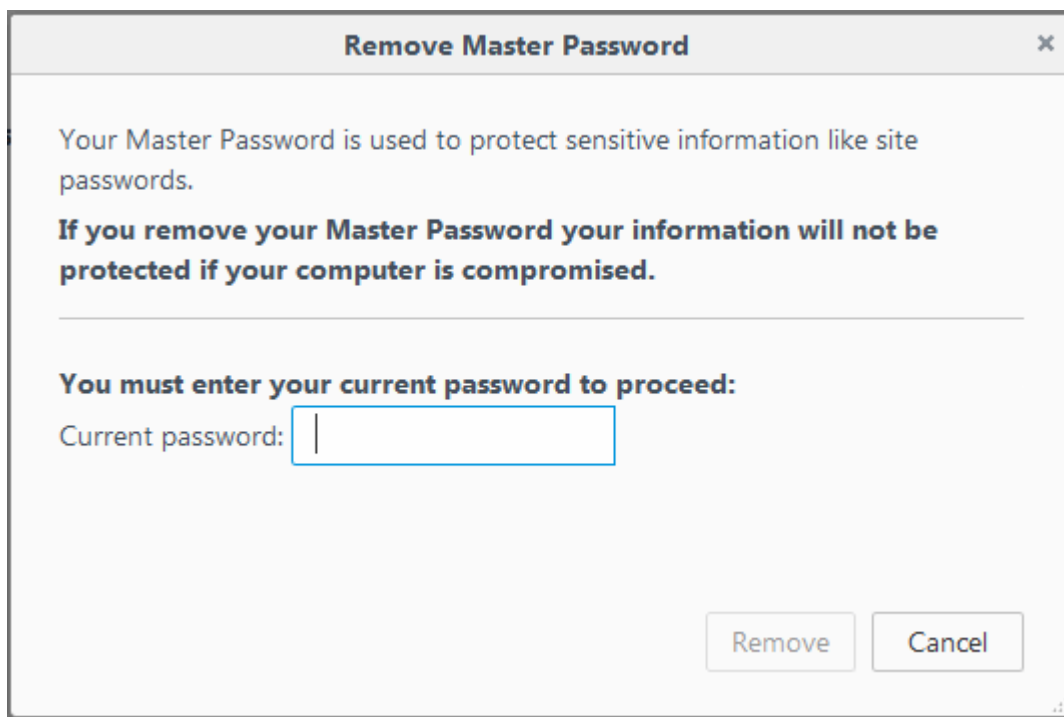 Remove Master Password
Your Master Password is used to protect sensitive information like site
passwords.
If you remove your Master Password your information will not be
protected if your computer is compromised.
You must enter your current password to proceed:
Current password:
Remove
Cancel